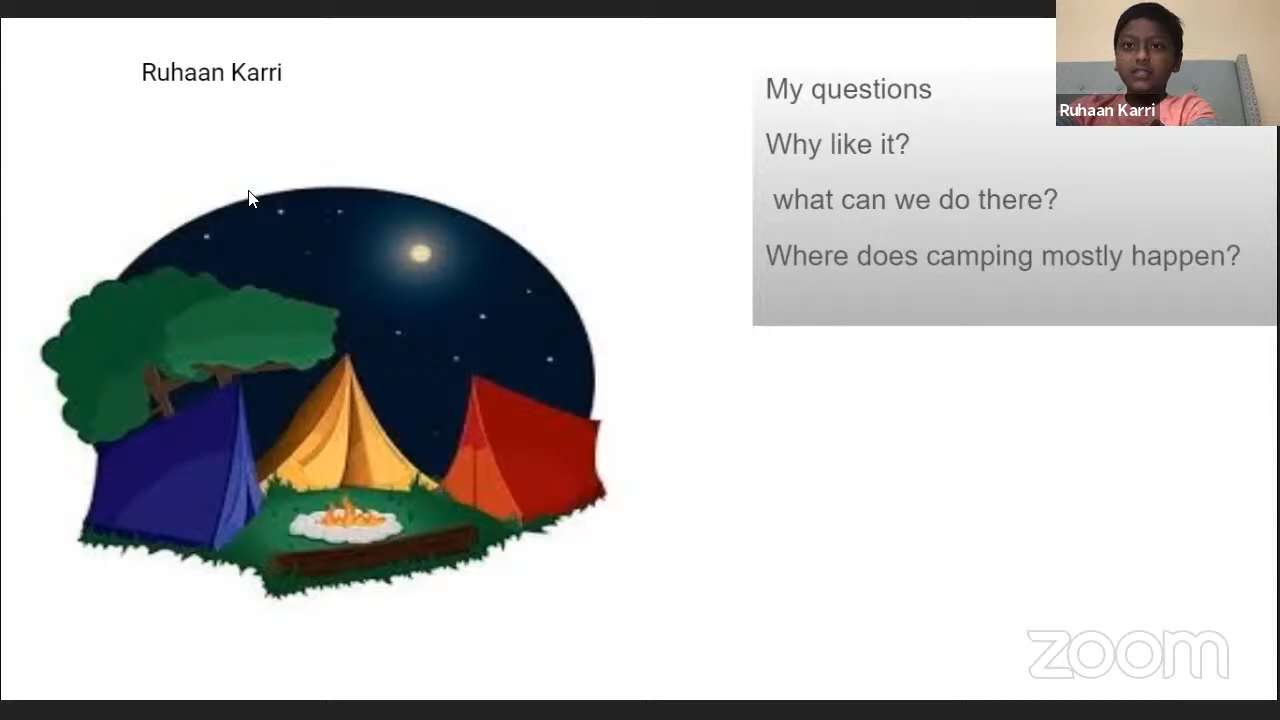 Ruhaan Karri
My questions
Why like it?
what can we do there?
Where does camping mostly happen?
Ruhaan Karri
zoom